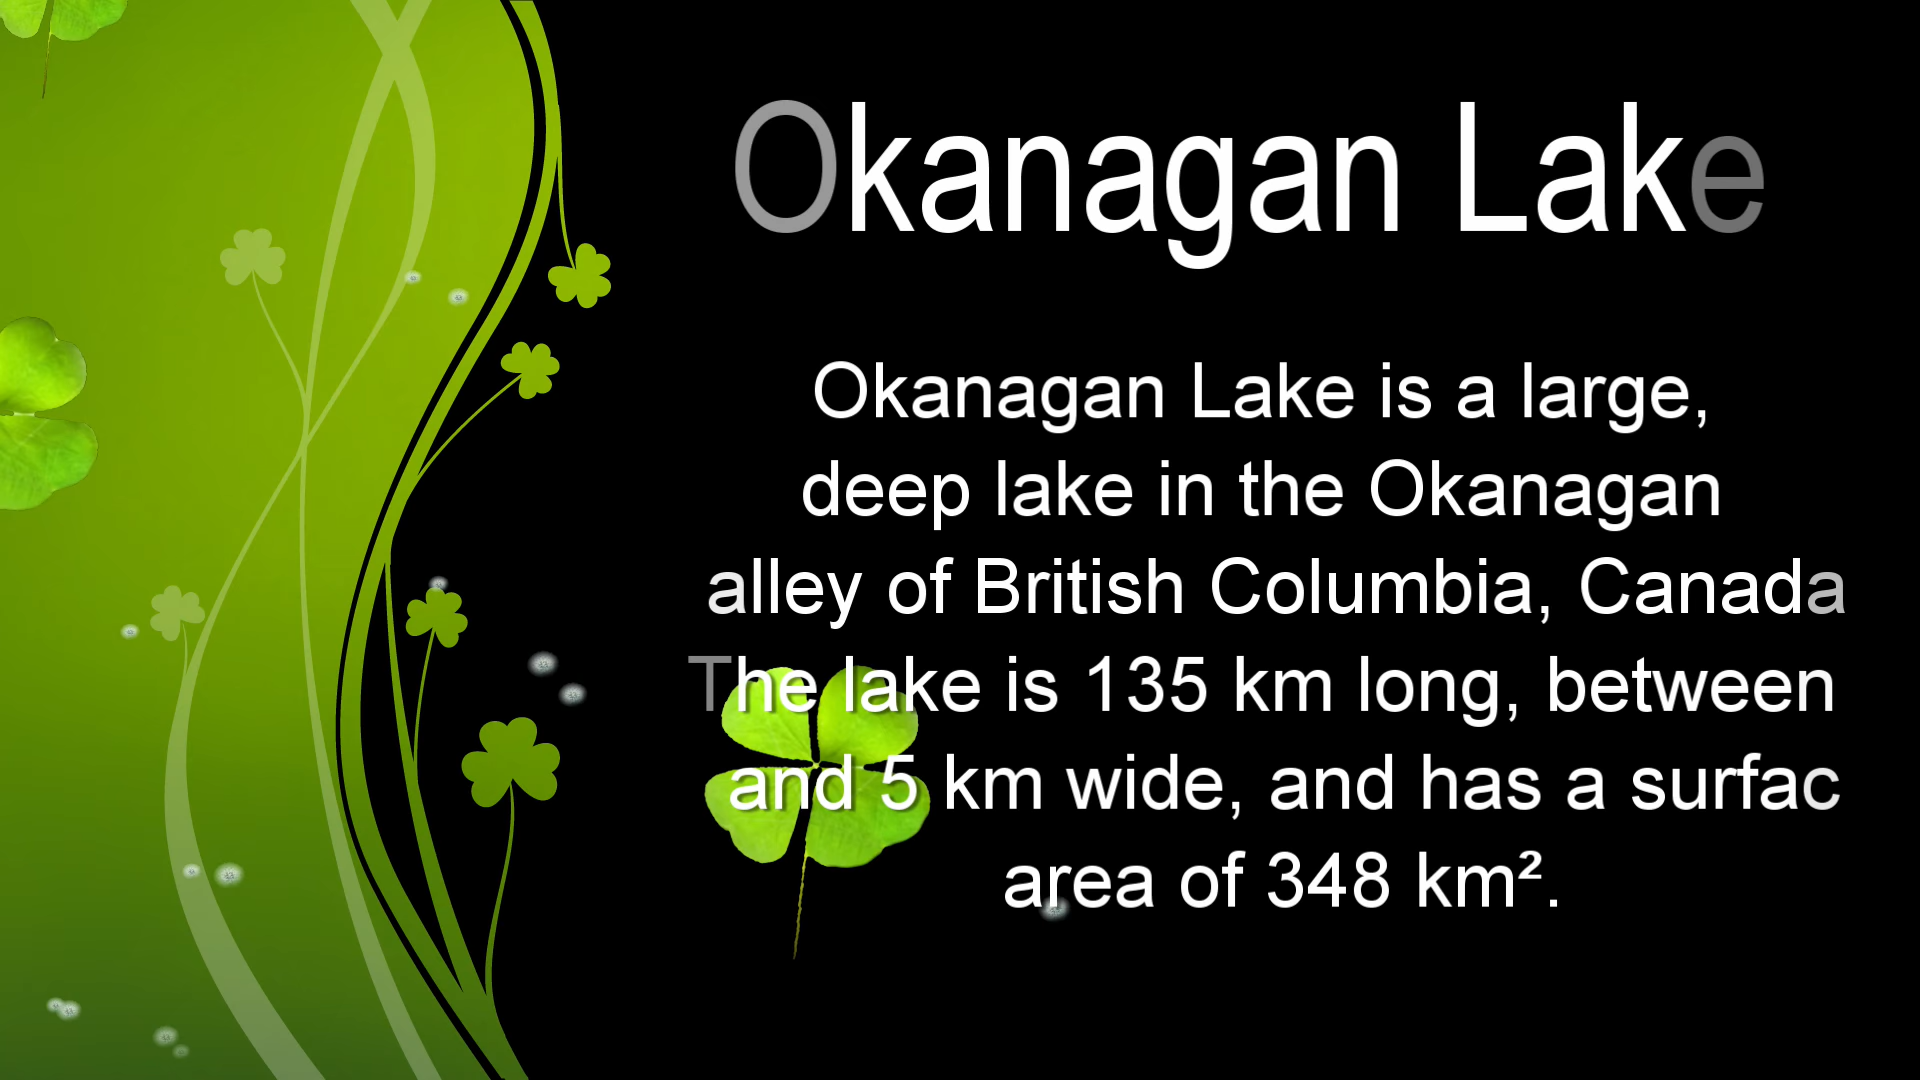 Okanagan Lake
Okanagan Lake is a large,
deep lake in the Okanagan
alley of British Columbia, Canada
The lake is 135 km long, between
and 5 km wide, and has a surfac
area of 348 km².